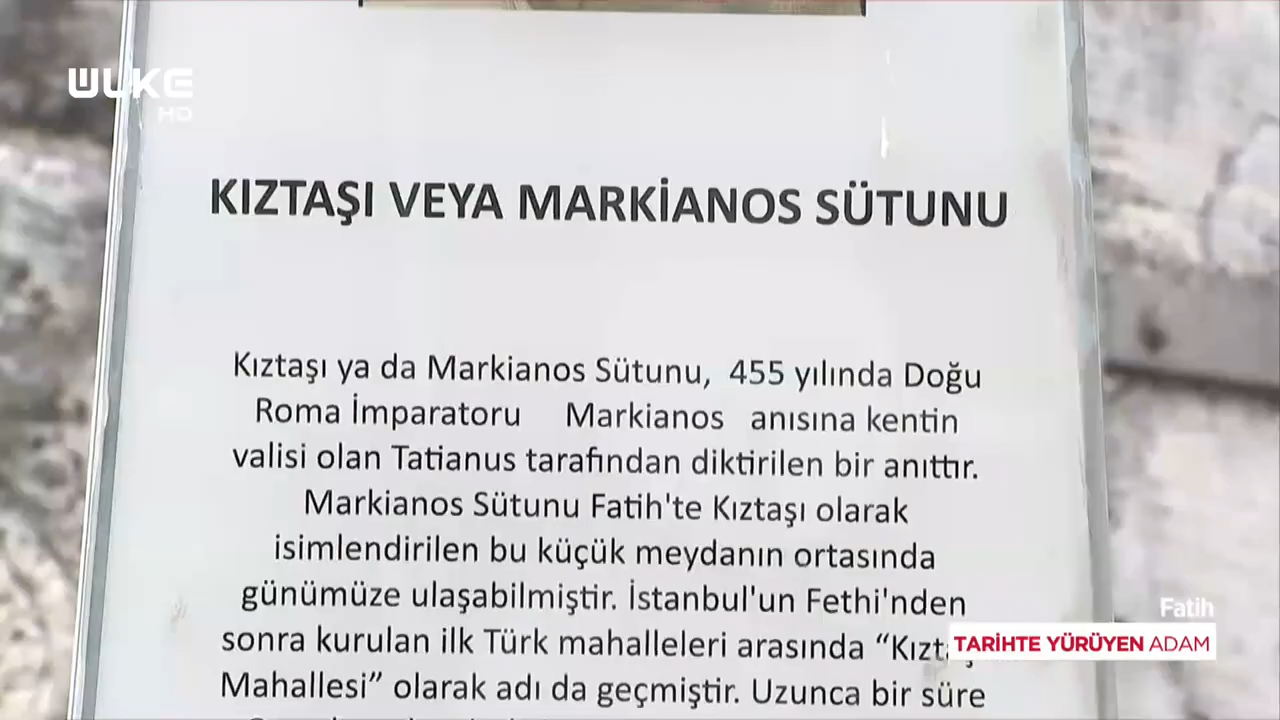 ULKE
HD
KIZTAŞI VEYA MARKİANOS SÜTUNU
Kıztaşı ya da Markianos Sütunu, 455 yılında Doğu
Roma İmparatoru Markianos anısına kentin
valisi olan Tatianus tarafından diktirilen bir anıttır.
Markianos Sütunu Fatih'te Kıztaşı olarak
isimlendirilen bu küçük meydanın ortasında
günümüze ulaşabilmiştir. İstanbul'un Fethi'nden
sonra kurulan ilk Türk mahalleleri arasında
Mahallesi” olarak adı da geçmiştir. Uzunca bir süre
Fatih
TARİHTE YÜRÜYEN ADAM